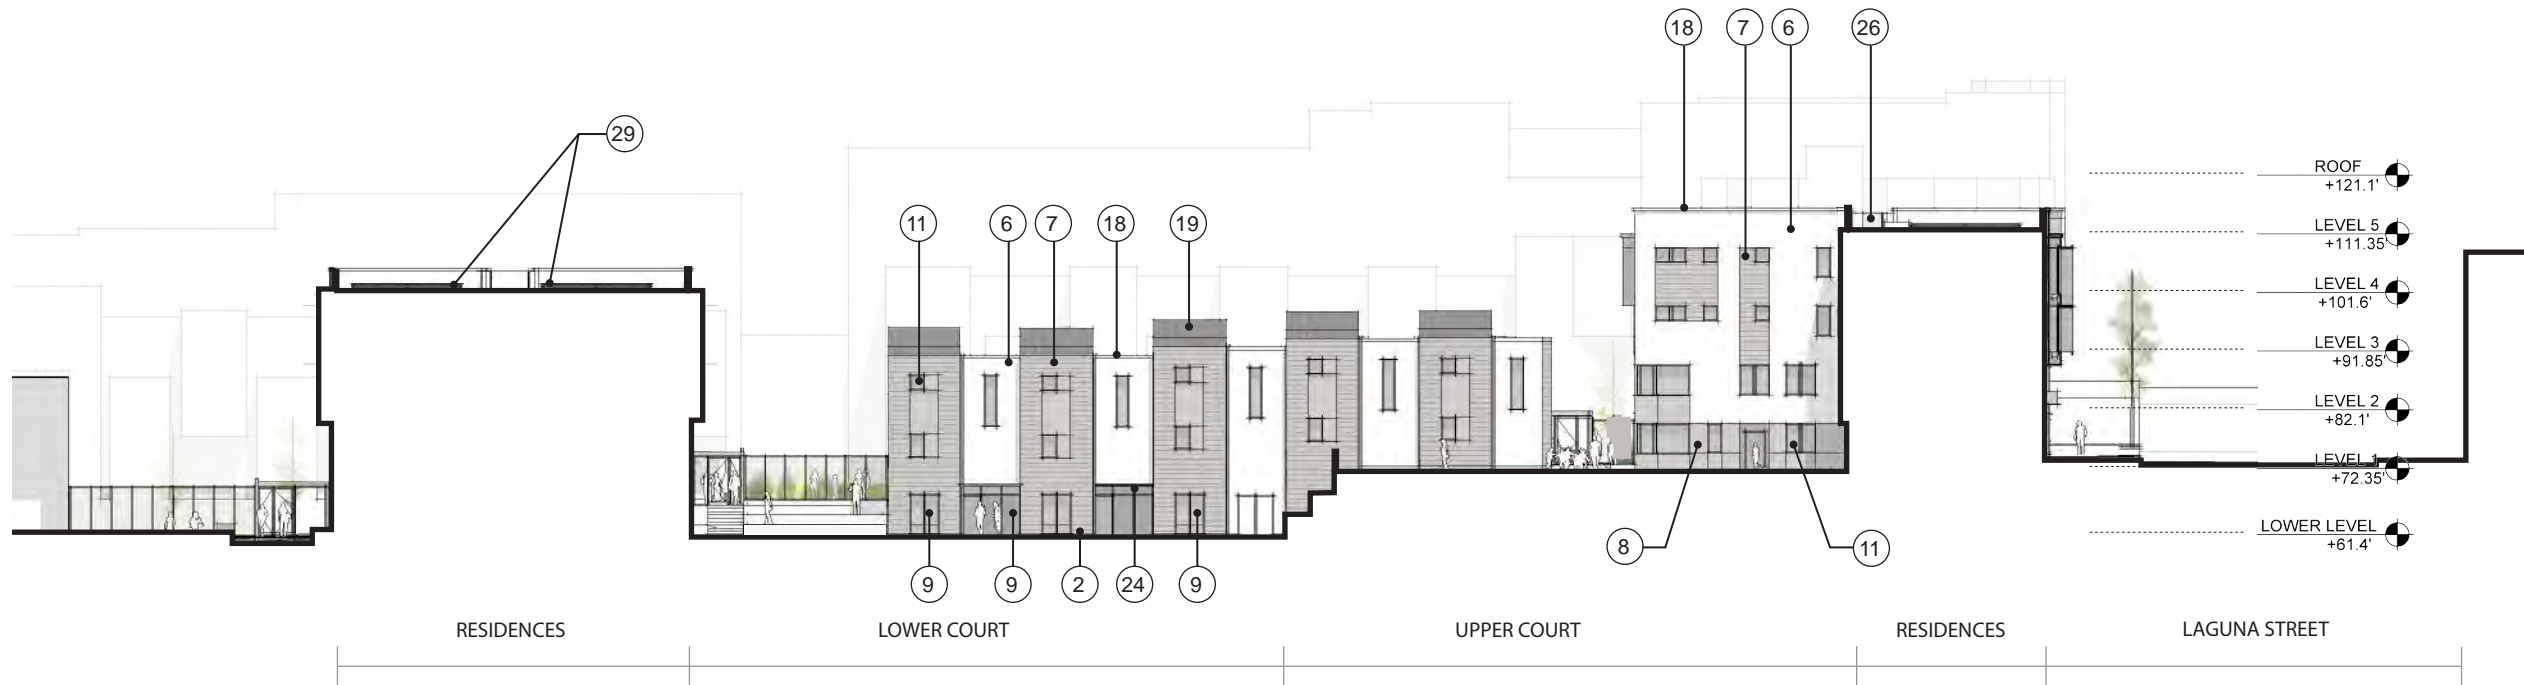 18 7 6 26
29
11 6 7 18 19
ROOF
+121.1'
LEVEL 5
+111.35'
LEVEL 4
+101.6'
LEVEL 3
+91.85'
LEVEL 2
+82.1'
LEVEL 1
+72.35'
LOWER LEVEL
+61.4'
8 11
9 9 2 24 9
RESIDENCES LOWER COURT UPPER COURT RESIDENCES LAGUNA STREET